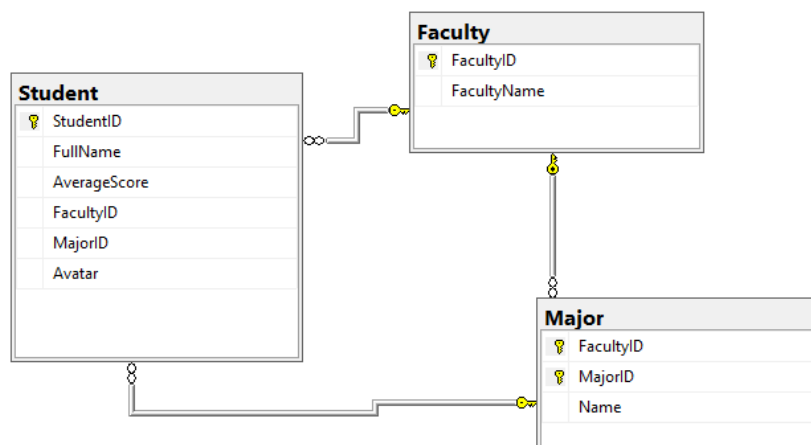 Faculty
FacultyID
FacultyName
Student
StudentID
FullName
AverageScore
FacultyID
MajorID
Avatar
Major
FacultyID
MajorID
Name